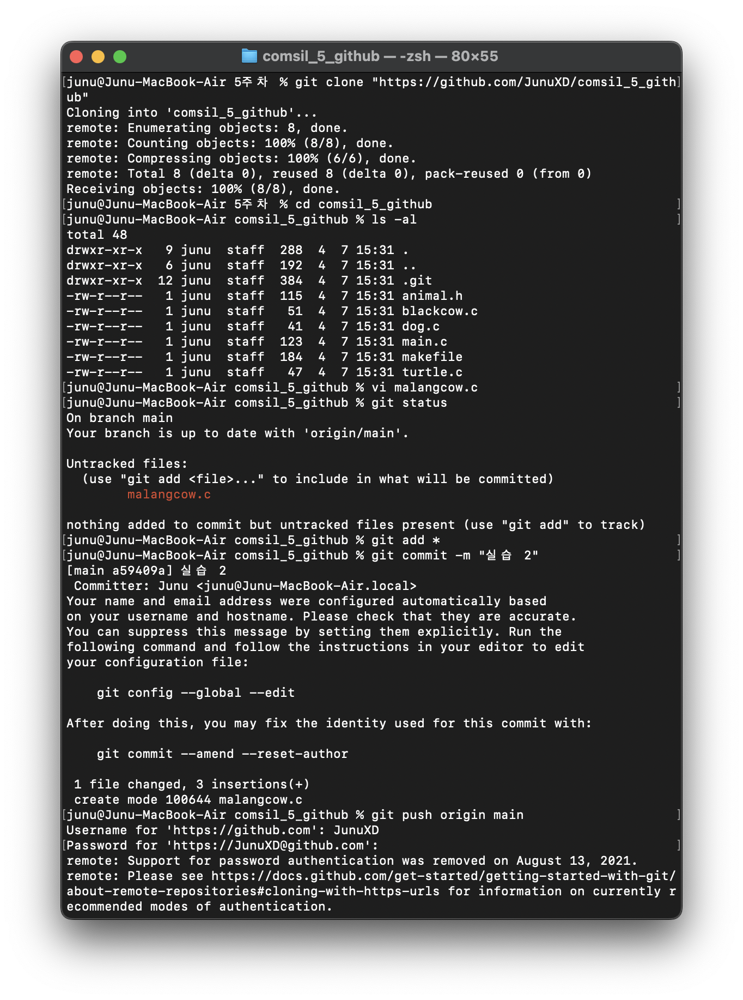 comsil_5_github — -zsh — 80×55
[junu@Junu-MacBook-Air 5주차 % git clone "https://github.com/JunuXD/comsil_5_gith]
ub"
Cloning into 'comsil_5_github'...
remote: Enumerating objects: 8, done.
remote: Counting objects: 100% (8/8), done.
remote: Compressing objects: 100% (6/6), done.
remote: Total 8 (delta 0), reused 8 (delta 0), pack-reused 0 (from 0)
Receiving objects: 100% (8/8), done.
[junu@Junu-MacBook-Air 5주차 % cd comsil_5_github ]
[junu@Junu-MacBook-Air comsil_5_github % ls -al ]
total 48
drwxr-xr-x   9 junu  staff  288  4  7 15:31 .
drwxr-xr-x   6 junu  staff  192  4  7 15:31 ..
drwxr-xr-x  12 junu  staff  384  4  7 15:31 .git
-rw-r--r--   1 junu  staff  115  4  7 15:31 animal.h
-rw-r--r--   1 junu  staff   51  4  7 15:31 blackcow.c
-rw-r--r--   1 junu  staff   41  4  7 15:31 dog.c
-rw-r--r--   1 junu  staff  123  4  7 15:31 main.c
-rw-r--r--   1 junu  staff  184  4  7 15:31 makefile
-rw-r--r--   1 junu  staff   47  4  7 15:31 turtle.c
[junu@Junu-MacBook-Air comsil_5_github % vi malangcow.c ]
[junu@Junu-MacBook-Air comsil_5_github % git status ]
On branch main
Your branch is up to date with 'origin/main'.
Untracked files:
  (use "git add <file>..." to include in what will be committed)
        malangcow.c
nothing added to commit but untracked files present (use "git add" to track)
[junu@Junu-MacBook-Air comsil_5_github % git add * ]
[junu@Junu-MacBook-Air comsil_5_github % git commit -m "실습 2" ]
[main a59409a] 실습 2
 Committer: Junu <junu@Junu-MacBook-Air.local>
Your name and email address were configured automatically based
on your username and hostname. Please check that they are accurate.
You can suppress this message by setting them explicitly. Run the
following command and follow the instructions in your editor to edit
your configuration file:
    git config --global --edit
After doing this, you may fix the identity used for this commit with:
    git commit --amend --reset-author
 1 file changed, 3 insertions(+)
 create mode 100644 malangcow.c
[junu@Junu-MacBook-Air comsil_5_github % git push origin main ]
Username for 'https://github.com': JunuXD
[Password for 'https://JunuXD@github.com': ]
remote: Support for password authentication was removed on August 13, 2021.
remote: Please see https://docs.github.com/get-started/getting-started-with-git/
about-remote-repositories#cloning-with-https-urls for information on currently r
ecommended modes of authentication.